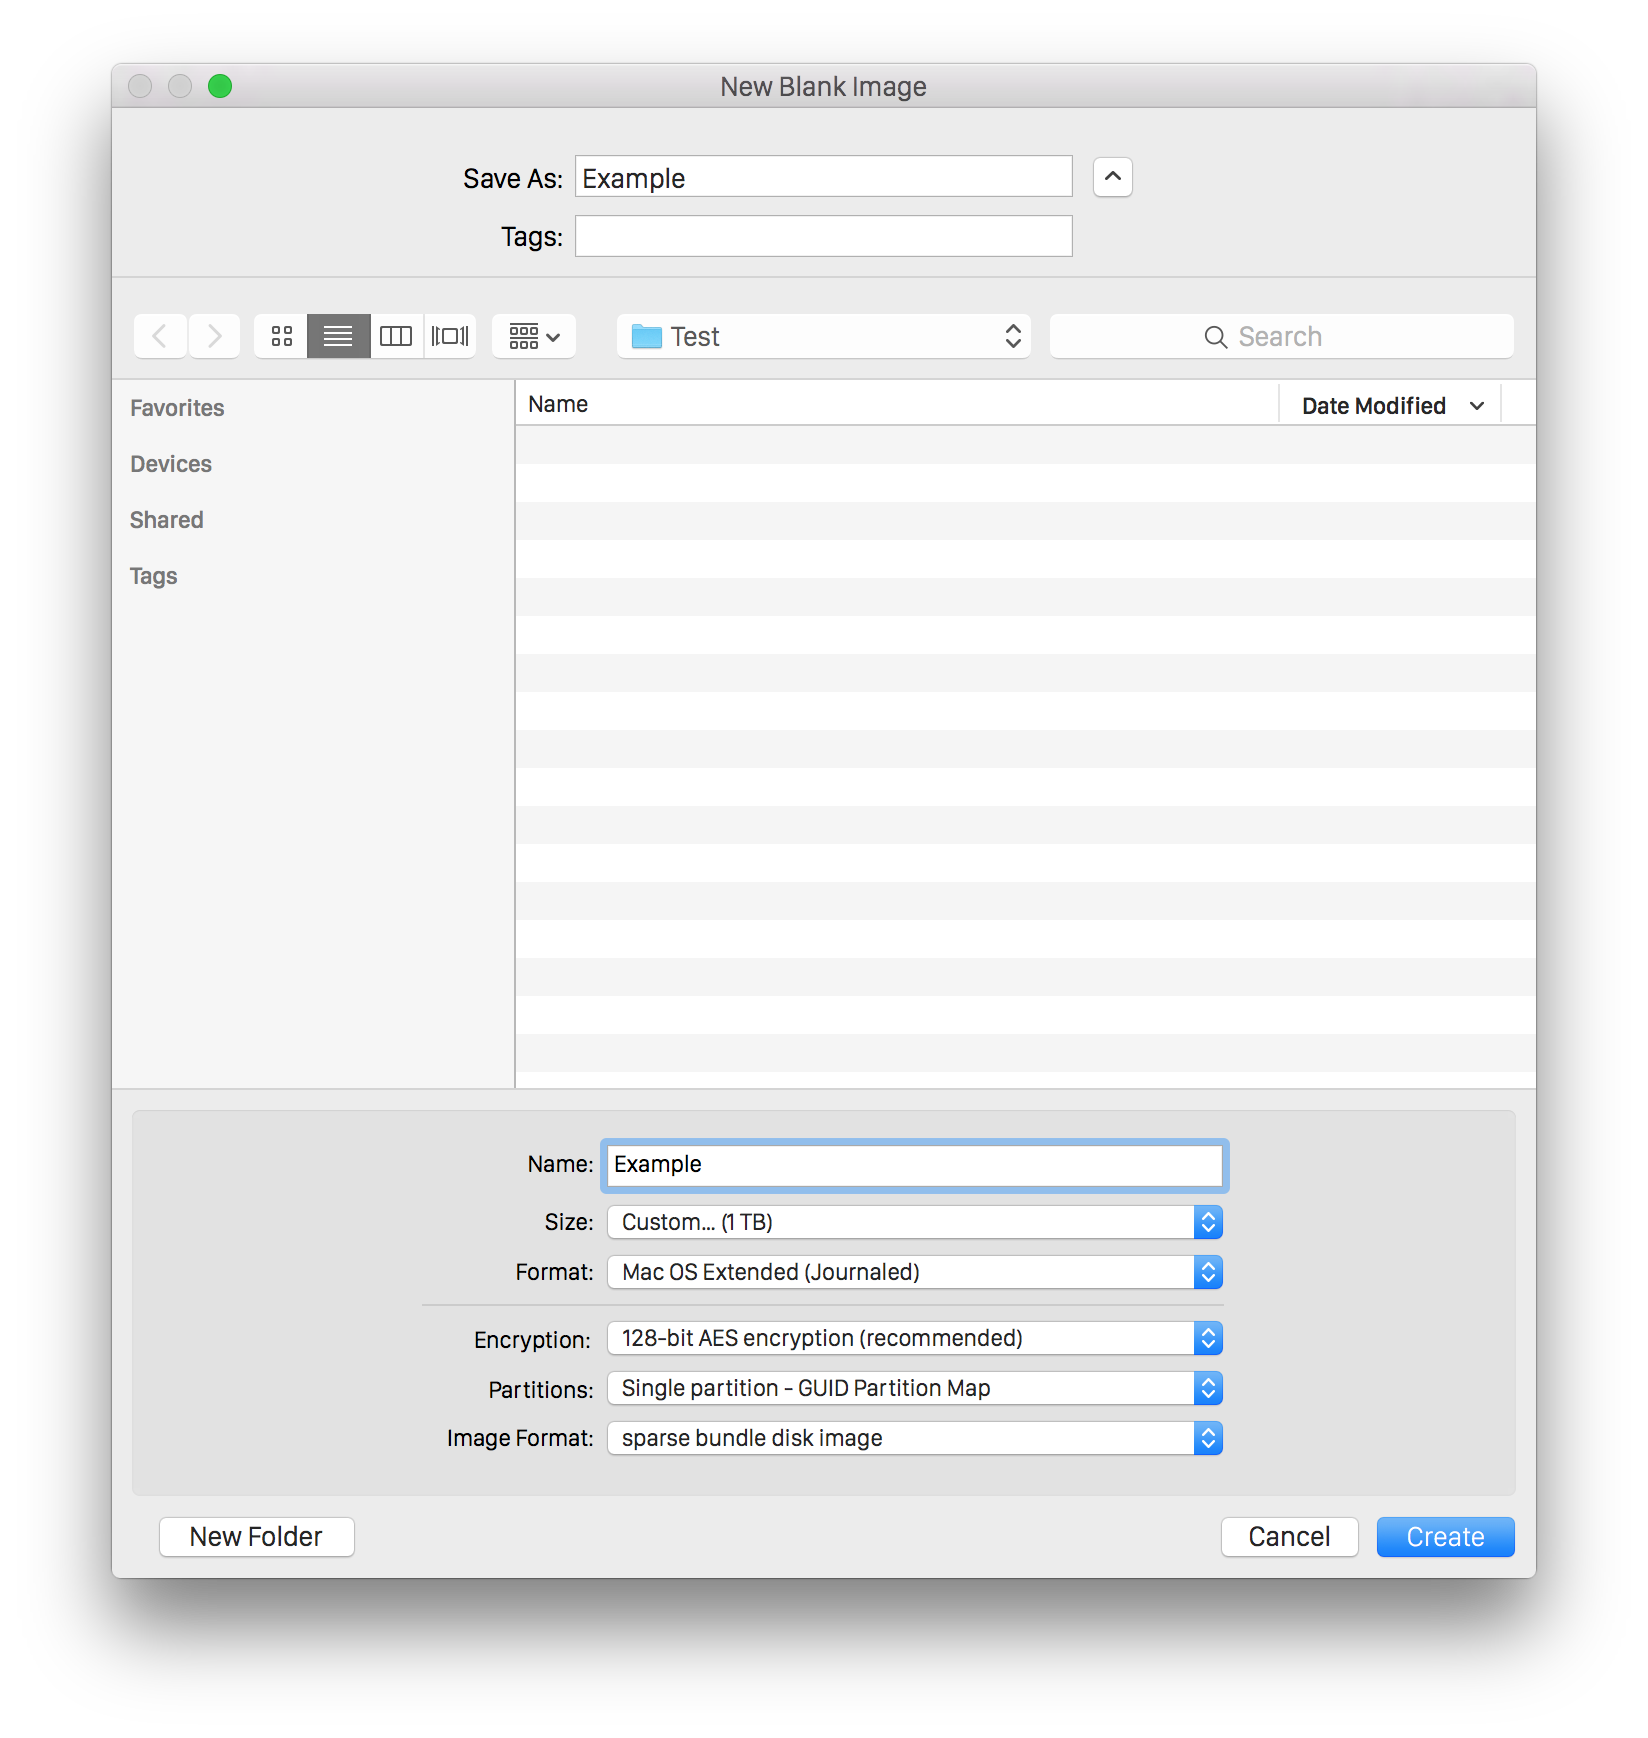 New Blank Image
Save As: Example
Tags:
Test
Search
Favorites
Devices
Shared
Tags
Name Date Modified
Name: Example
Size: Custom... (1 TB)
Format: Mac OS Extended (Journaled)
Encryption: 128-bit AES encryption (recommended)
Partitions: Single partition - GUID Partition Map
Image Format: sparse bundle disk image
New Folder Cancel Create